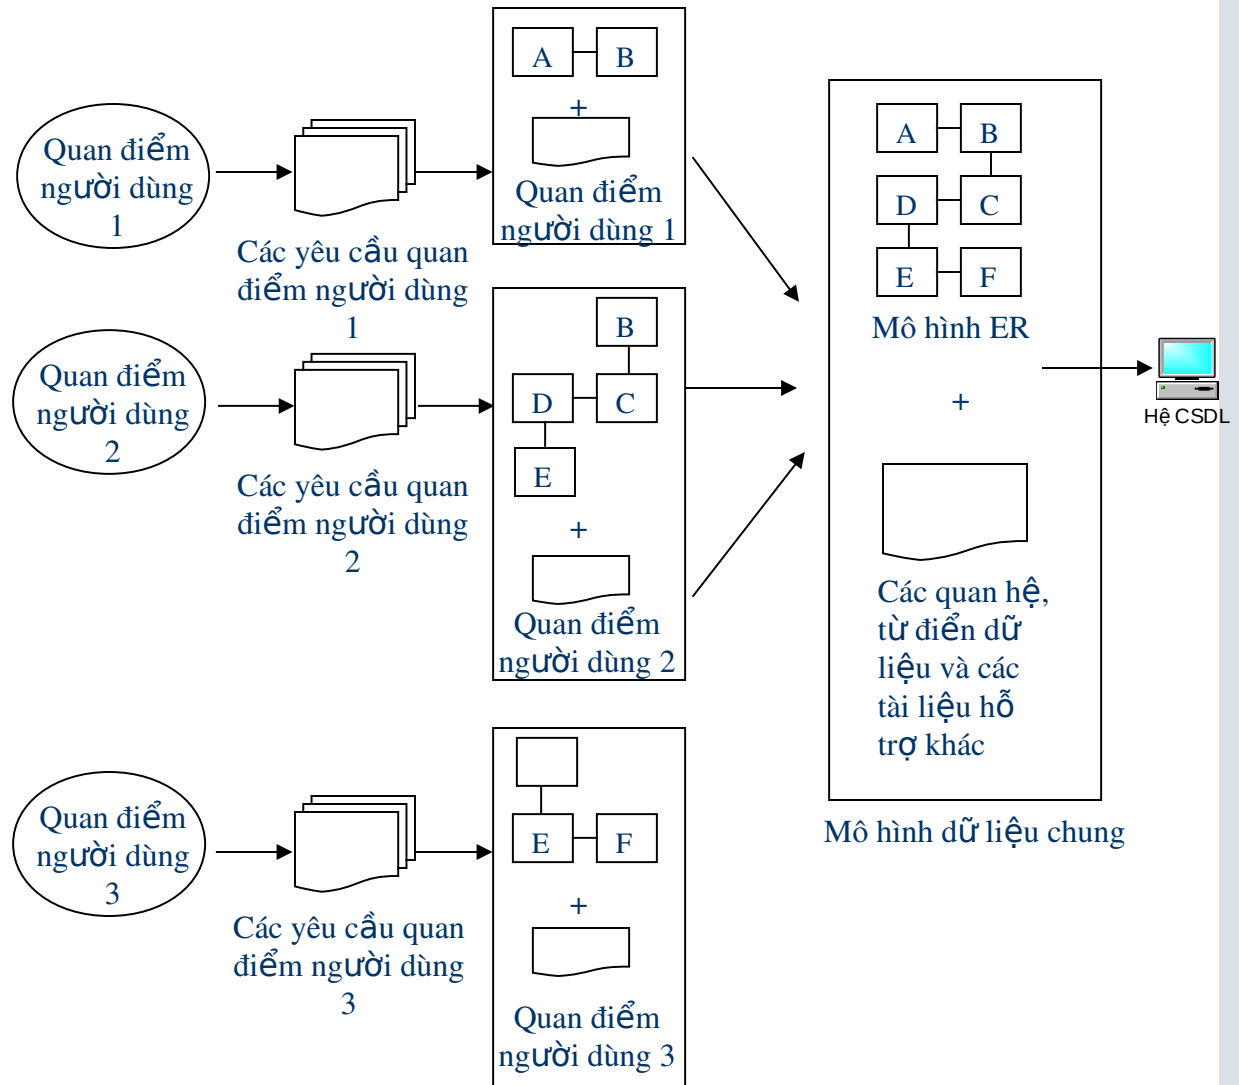 Quan điểm
người dùng
1
Các yêu cầu quan
điểm người dùng
1
A B
+
Quan điểm
người dùng 1
Quan điểm
người dùng
2
Các yêu cầu quan
điểm người dùng
2
B
D C
E
+
Quan điểm
người dùng 2
Quan điểm
người dùng
3
Các yêu cầu quan
điểm người dùng
3
E F
+
Quan điểm
người dùng 3
A B
D C
E F
Mô hình ER
+
Các quan hệ,
từ điển dữ
liệu và các
tài liệu hỗ
trợ khác
Mô hình dữ liệu chung
Hệ CSDL